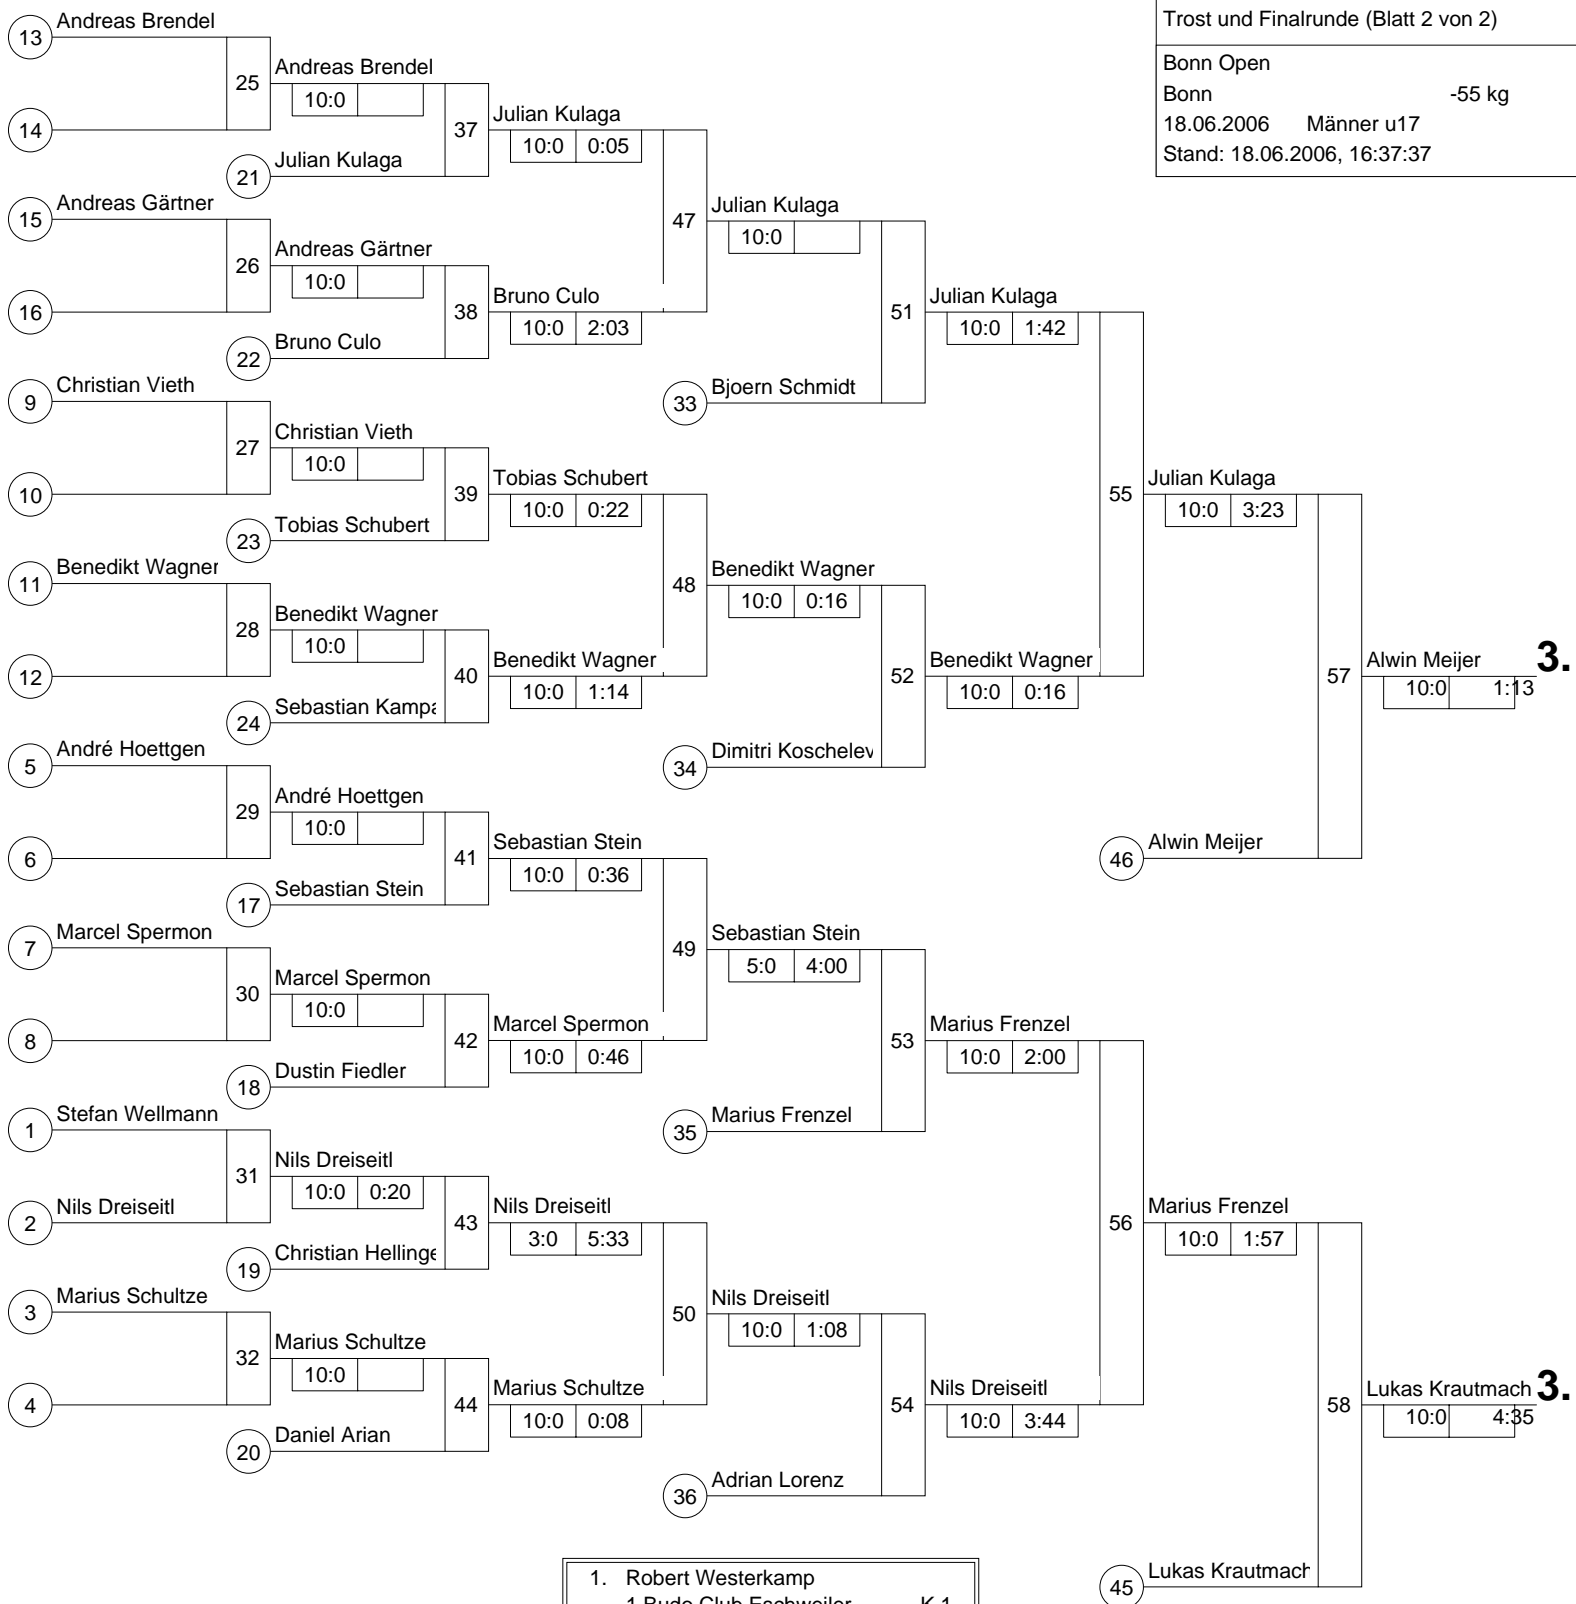 Trost und Finalrunde (Blatt 2 von 2)
Bonn Open
Bonn -55 kg
18.06.2006 Männer u17
Stand: 18.06.2006, 16:37:37
13 Andreas Brendel
14
25 Andreas Brendel
10:0
21 Julian Kulaga
37 Julian Kulaga
10:0 0:05
15 Andreas Gärtner
16
26 Andreas Gärtner
10:0
22 Bruno Culo
38 Bruno Culo
10:0 2:03
47 Julian Kulaga
10:0
33 Bjoern Schmidt
51 Julian Kulaga
10:0 1:42
9 Christian Vieth
10
27 Christian Vieth
10:0
23 Tobias Schubert
39 Tobias Schubert
10:0 0:22
11 Benedikt Wagner
12
28 Benedikt Wagner
10:0
24 Sebastian Kampa
40 Benedikt Wagner
10:0 1:14
48 Benedikt Wagner
10:0 0:16
34 Dimitri Koschelev
52 Benedikt Wagner
10:0 0:16
55 Julian Kulaga
10:0 3:23
46 Alwin Meijer
57 Alwin Meijer 3.
10:0 1:13
5 André Hoettgen
6
29 André Hoettgen
10:0
17 Sebastian Stein
41 Sebastian Stein
10:0 0:36
7 Marcel Spermon
8
30 Marcel Spermon
10:0
18 Dustin Fiedler
42 Marcel Spermon
10:0 0:46
49 Sebastian Stein
5:0 4:00
35 Marius Frenzel
53 Marius Frenzel
10:0 2:00
1 Stefan Wellmann
2 Nils Dreiseitl
31 Nils Dreiseitl
10:0 0:20
19 Christian Hellinge
43 Nils Dreiseitl
3:0 5:33
3 Marius Schultze
4
32 Marius Schultze
10:0
20 Daniel Arian
44 Marius Schultze
10:0 0:08
50 Nils Dreiseitl
10:0 1:08
36 Adrian Lorenz
54 Nils Dreiseitl
10:0 3:44
56 Marius Frenzel
10:0 1:57
45 Lukas Krautmach
58 Lukas Krautmach 3.
10:0 4:35
1. Robert Westerkamp
1.Budo Club Eschweiler K 1